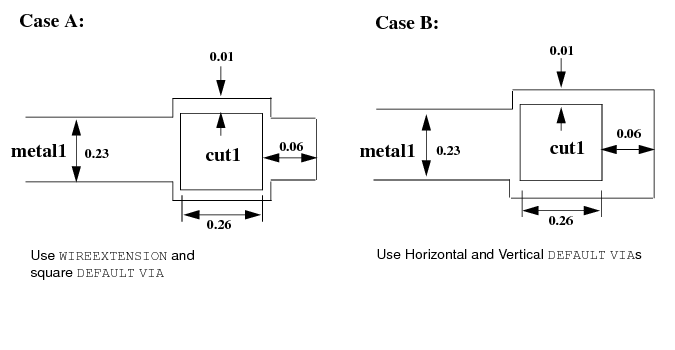 Case A:
Case B:
0.01
metal1
0.23
cut1
0.06
0.26
Use WIREEXTENSION and
square DEFAULT VIA
0.01
metal1
0.23
cut1
0.06
0.26
Use Horizontal and Vertical DEFAULT VIAs